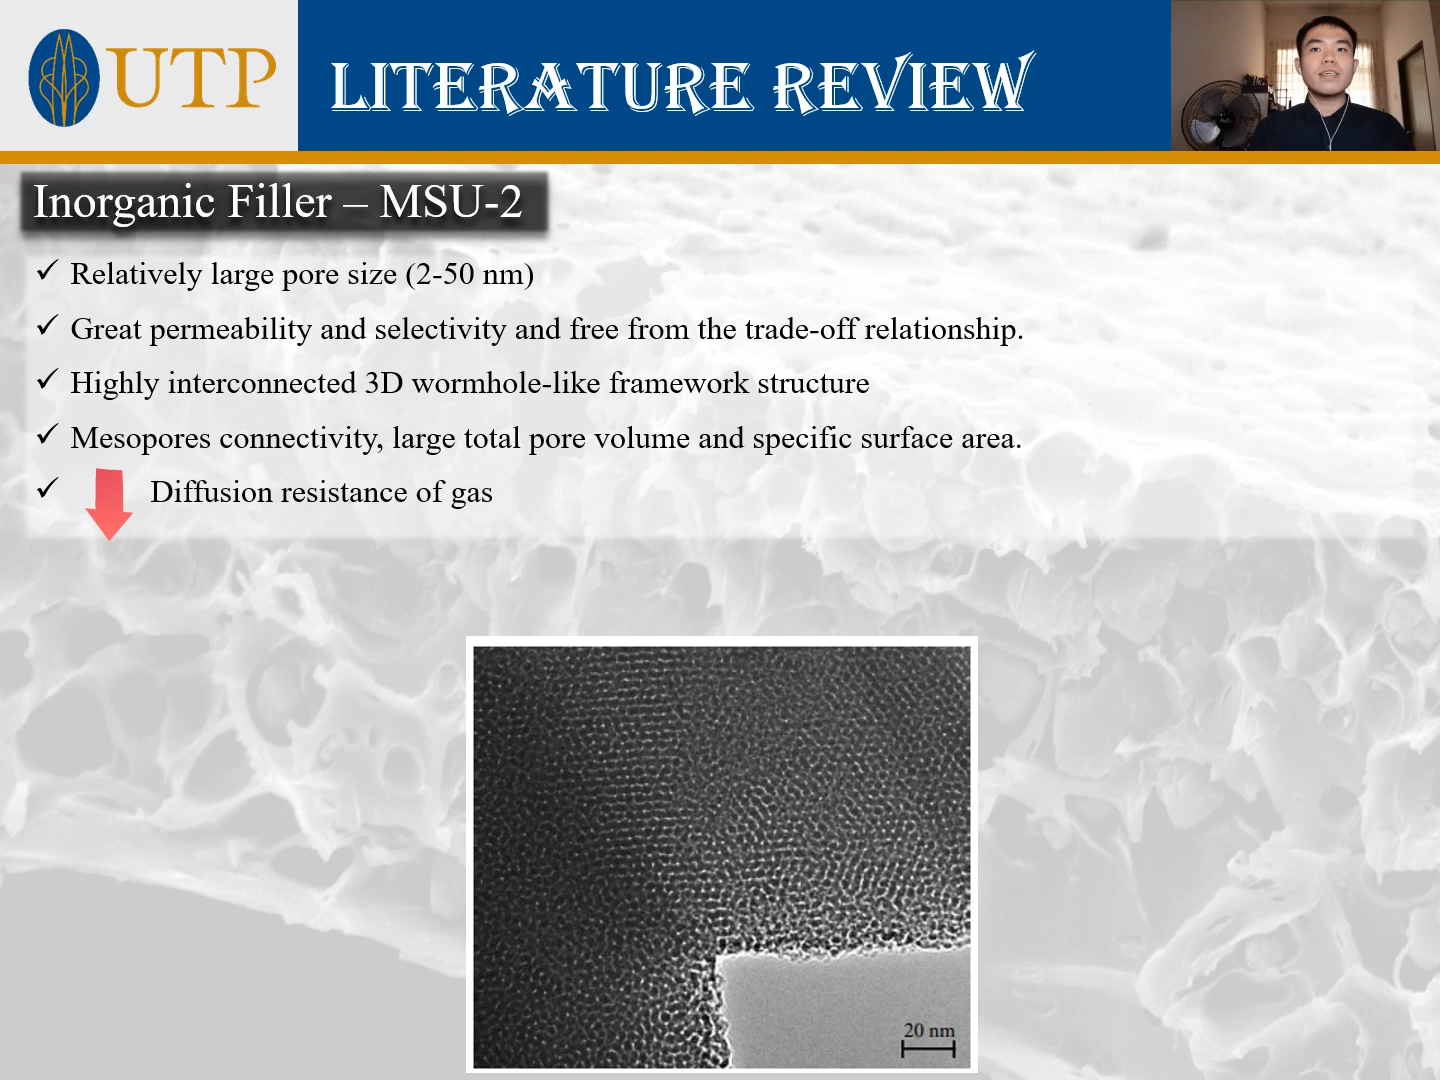 UTP
LITERATURE REVIEW
Inorganic Filler – MSU-2
✓ Relatively large pore size (2-50 nm)
✓ Great permeability and selectivity and free from the trade-off relationship.
✓ Highly interconnected 3D wormhole-like framework structure
✓ Mesopores connectivity, large total pore volume and specific surface area.
✓ Diffusion resistance of gas
20 nm